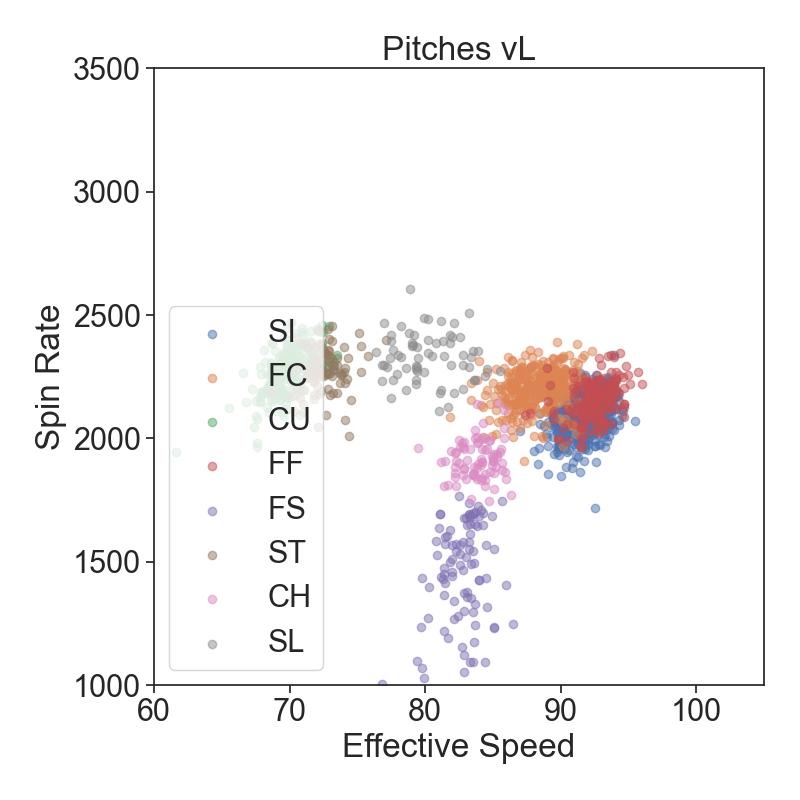 Pitches vL
Spin Rate
3500
3000
2500
2000
1500
1000
SI
FC
CU
FF
FS
ST
CH
SL
60 70 80 90 100
Effective Speed